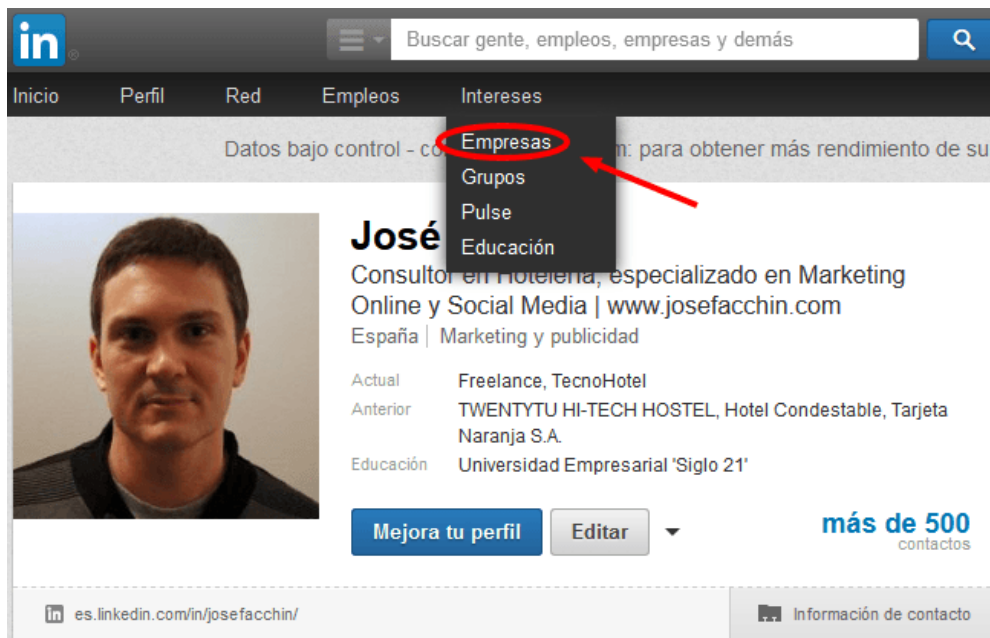 in
Buscar gente, empleos, empresas y demás
Inicio Perfil Red Empleos Intereses
Empresas
Grupos
Pulse
Educación
Datos bajo control - co m: para obtener más rendimiento de su
José
Consultor en Hotelería, especializado en Marketing
Online y Social Media | www.josefacchin.com
España | Marketing y publicidad
Actual Freelance, TecnoHotel
Anterior TWENTYTU HI-TECH HOSTEL, Hotel Condestable, Tarjeta
Naranja S.A.
Educación Universidad Empresarial 'Siglo 21'
Mejora tu perfil Editar
más de 500
contactos
in es.linkedin.com/in/josefacchin/ Información de contacto